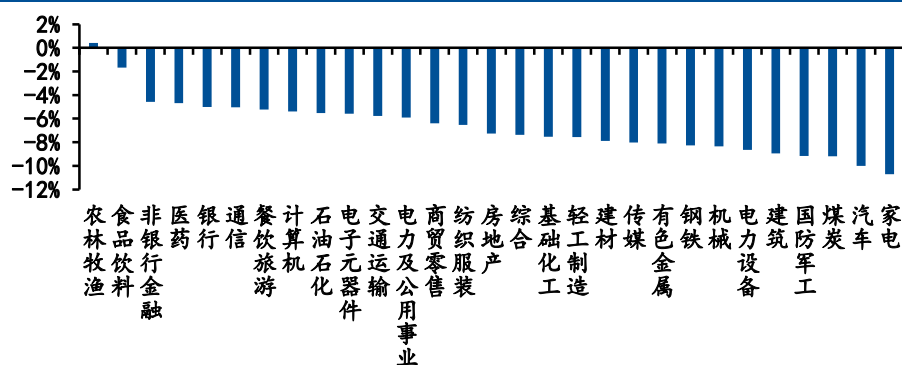 2%
0%
-2%
-4%
-6%
-8%
-10%
-12%
农林牧渔
食品饮料
非银行金融
医药
银行
通信
餐饮旅游
计算机
石油石化
电子元器件
交通运输
电力及公用事业
商贸零售
纺织服装
房地产
综合
基础化工
轻工制造
建材
传媒
有色金属
钢铁
机械
电力设备
建筑
国防军工
煤炭
汽车
家电